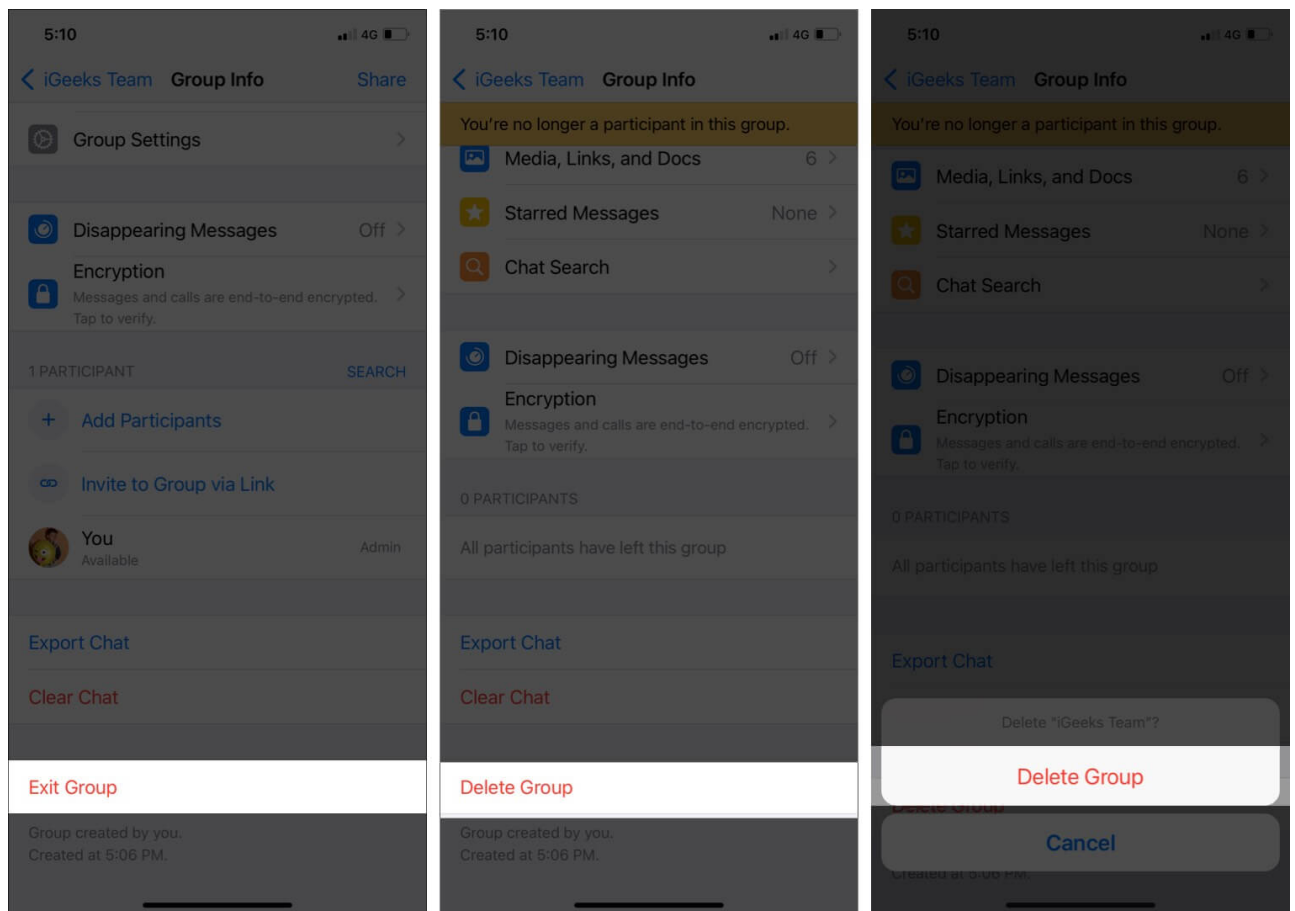 5:10
4G
iGeeks Team Group Info Share
Group Settings
Disappearing Messages Off
Encryption
Messages and calls are end-to-end encrypted.
Tap to verify.
1 PARTICIPANT SEARCH
Add Participants
Invite to Group via Link
You
Available
Admin
Export Chat
Clear Chat
Exit Group
Group created by you.
Created at 5:06 PM.
5:10
4G
iGeeks Team Group Info
You're no longer a participant in this group.
Media, Links, and Docs 6
Starred Messages None
Chat Search
Disappearing Messages Off
Encryption
Messages and calls are end-to-end encrypted.
Tap to verify.
0 PARTICIPANTS
All participants have left this group
Export Chat
Clear Chat
Delete Group
Group created by you.
Created at 5:06 PM.
5:10
4G
iGeeks Team Group Info
You're no longer a participant in this group.
Media, Links, and Docs 6
Starred Messages None
Chat Search
Disappearing Messages Off
Encryption
Messages and calls are end-to-end encrypted.
Tap to verify.
0 PARTICIPANTS
All participants have left this group
Export Chat
Delete "iGeeks Team"?
Delete Group
Delete Group
Cancel
Created at 5:06 PM.